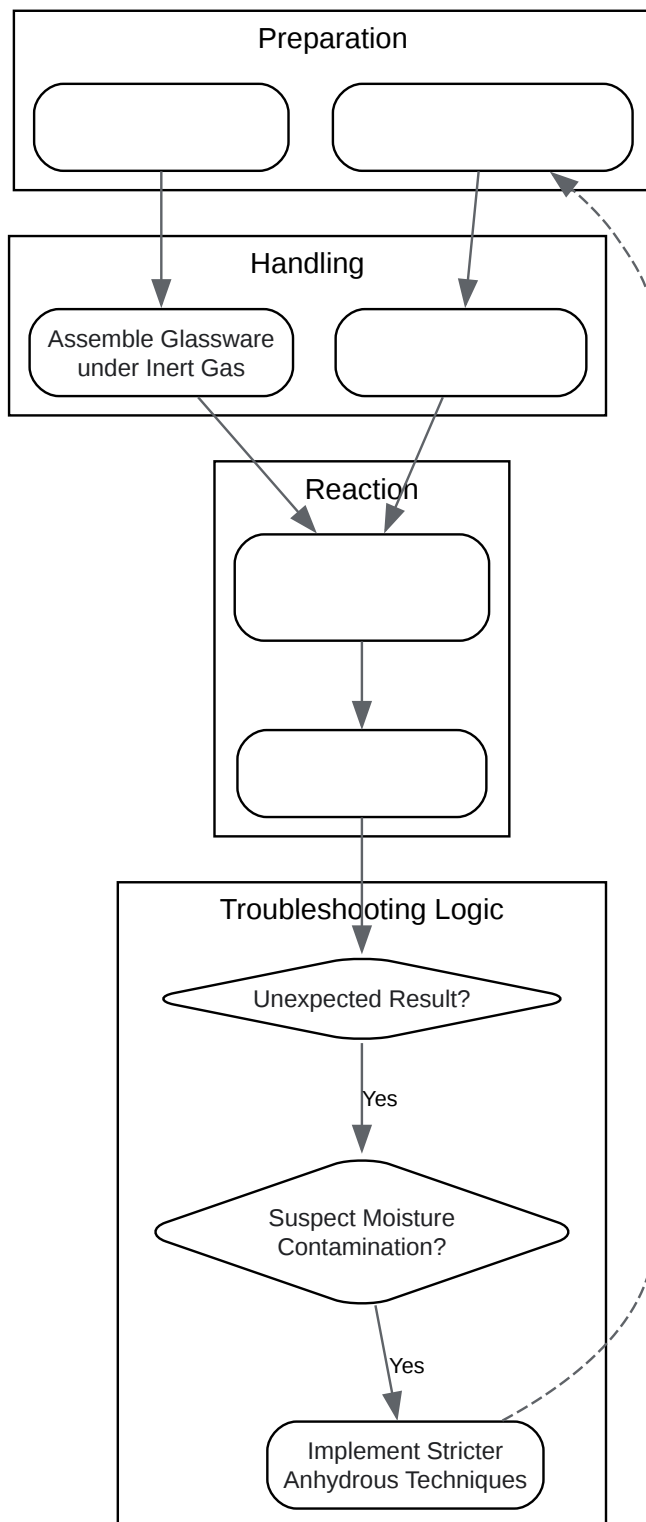 Preparation
Handling
Assemble Glassware
under Inert Gas
Reaction
Troubleshooting Logic
Unexpected Result?
Yes
Suspect Moisture
Contamination?
Yes
Implement Stricter
Anhydrous Techniques